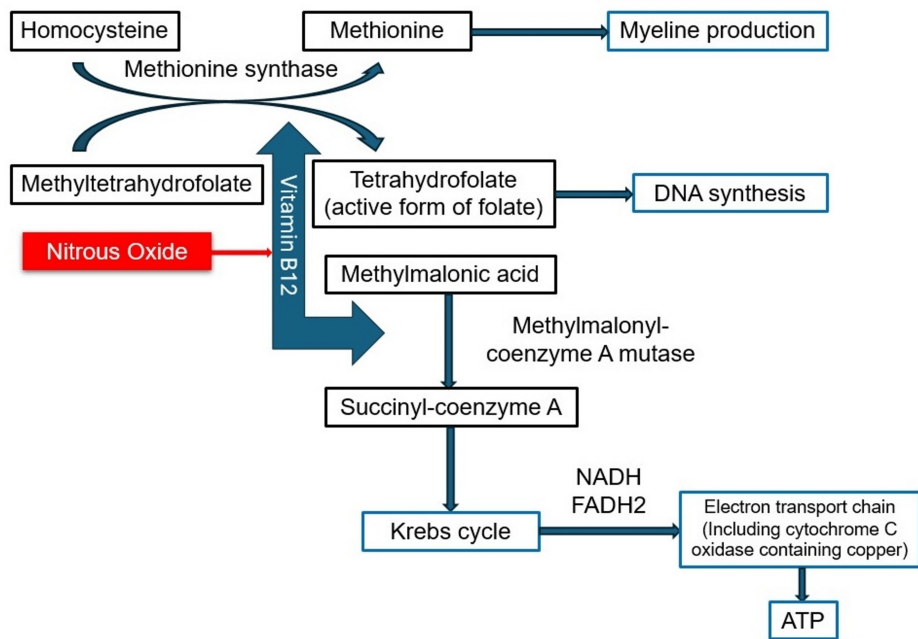 Homocysteine
Methionine
Myeline production
Methionine synthase
Methyltetrahydrofolate
Tetrahydrofolate
(active form of folate)
DNA synthesis
Vitamin B12
Nitrous Oxide
Methylmalonic acid
Methylmalonyl-
coenzyme A mutase
Succinyl-coenzyme A
NADH
FADH2
Krebs cycle
Electron transport chain
(Including cytochrome C
oxidase containing copper)
ATP